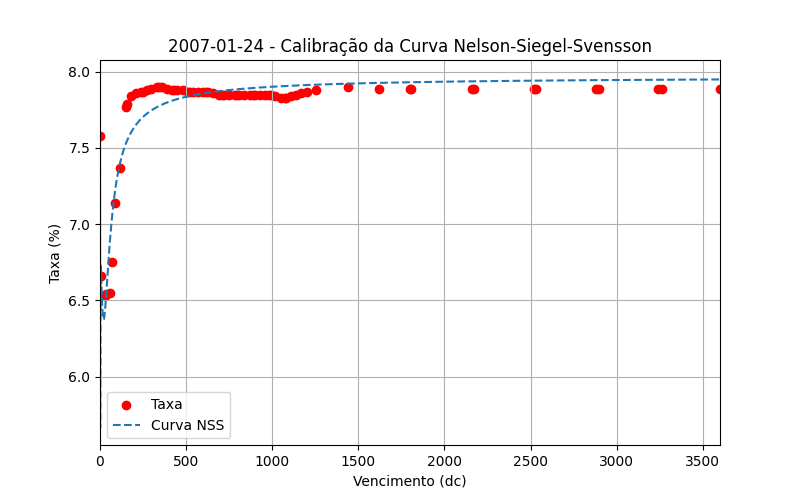 2007-01-24 - Calibração da Curva Nelson-Siegel-Svensson
Taxa (%)
8.0
7.5
7.0
6.5
6.0
Taxa
Curva NSS
0
500
1000
1500
2000
2500
3000
3500
Vencimento (dc)